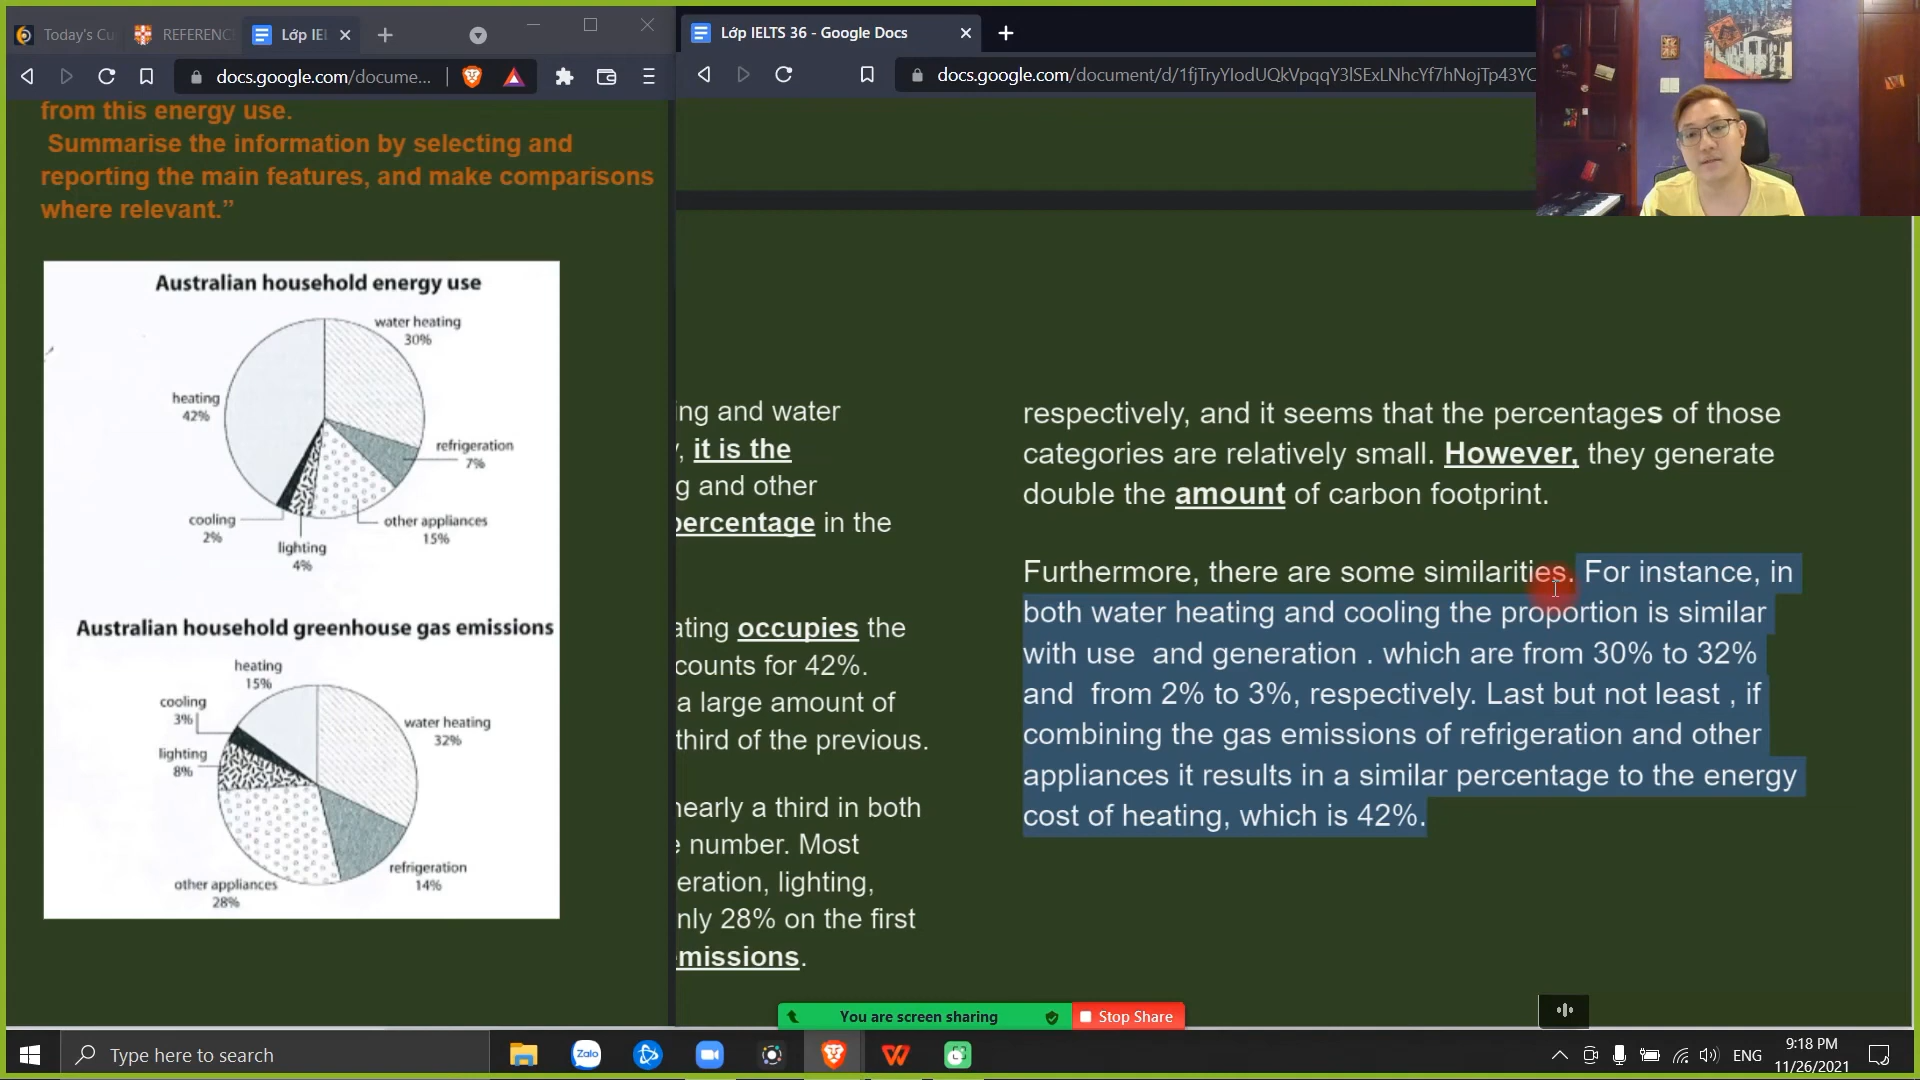 Today's Cu
REFERENC
Lớp IE
Lớp IELTS 36 - Google Docs
docs.google.com/docume...
docs.google.com/document/d/1fjTryYIodUQkVpqqY3lSExLNhcYf7hNojTp43YC
from this energy use.
Summarise the information by selecting and
reporting the main features, and make comparisons
where relevant.”
Australian household energy use
water heating
30%
heating
42%
refrigeration
7%
cooling
2%
other appliances
15%
lighting
4%
Australian household greenhouse gas emissions
heating
15%
cooling
3%
water heating
32%
lighting
8%
refrigeration
14%
other appliances
28%
ing and water
, it is the
g and other
percentage in the
ating occupies the
counts for 42%.
a large amount of
third of the previous.
nearly a third in both
e number. Most
eration, lighting,
nly 28% on the first
missions.
respectively, and it seems that the percentages of those
categories are relatively small. However, they generate
double the amount of carbon footprint.
Furthermore, there are some similarities. For instance, in
both water heating and cooling the proportion is similar
with use  and generation . which are from 30% to 32%
and  from 2% to 3%, respectively. Last but not least , if
combining the gas emissions of refrigeration and other
appliances it results in a similar percentage to the energy
cost of heating, which is 42%.
You are screen sharing
Stop Share
Type here to search
Zalo
ENG
9:18 PM
11/26/2021